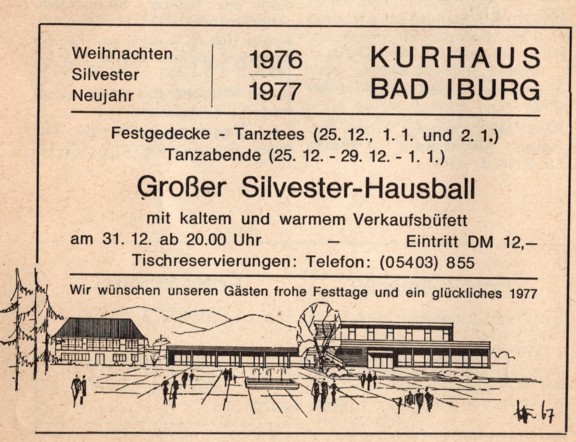 Weihnachten
Silvester
Neujahr
1976
1977
KURHAUS
BAD IBURG
Festgedecke - Tanztees (25. 12., 1. 1. und 2. 1.)
Tanzabende (25. 12. - 29. 12. - 1. 1.)
Großer Silvester-Hausball
mit kaltem und warmem Verkaufsbüfett
am 31. 12. ab 20.00 Uhr — Eintritt DM 12,—
Tischreservierungen: Telefon: (05403) 855
Wir wünschen unseren Gästen frohe Festtage und ein glückliches 1977
67